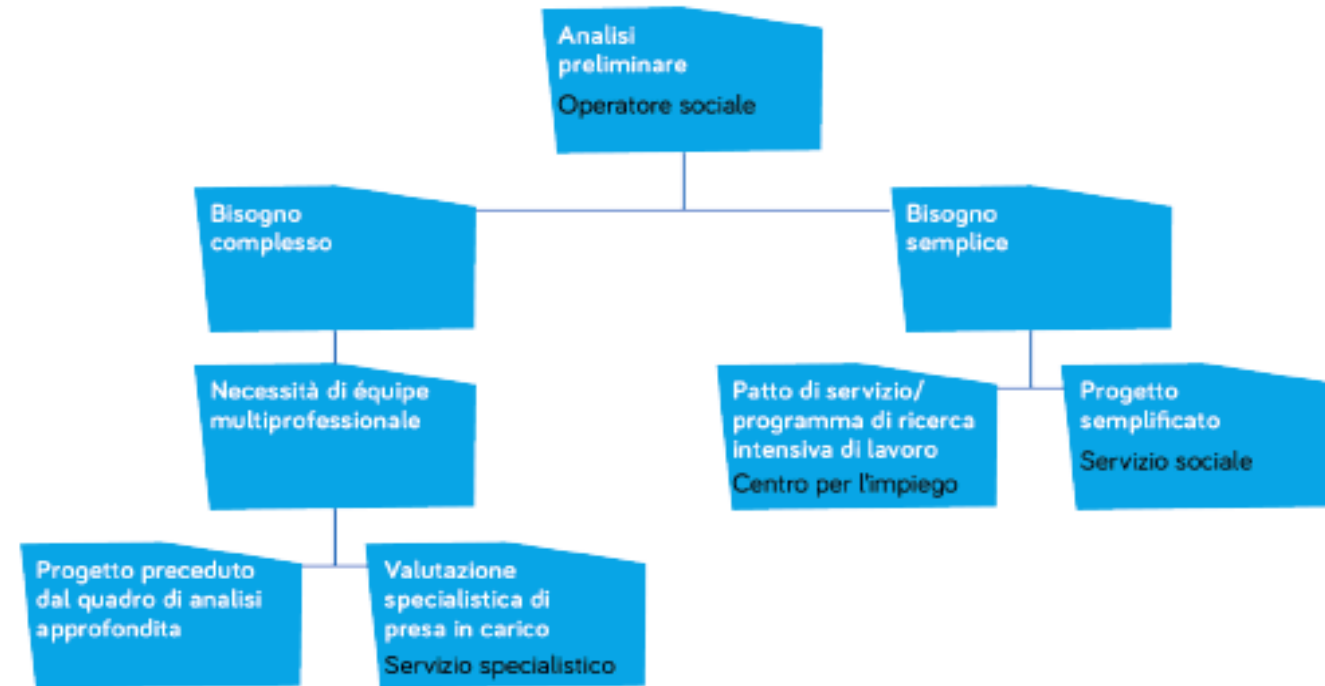 Analisi
preliminare
Operatore sociale
Bisogno
complesso
Bisogno
semplice
Necessità di équipe
multiprofessionale
Patto di servizio/
programma di ricerca
intensiva di lavoro
Centro per l'impiego
Progetto
semplificato
Servizio sociale
Progetto preceduto
dal quadro di analisi
approfondita
Valutazione
specialistica di
presa in carico
Servizio specialistico